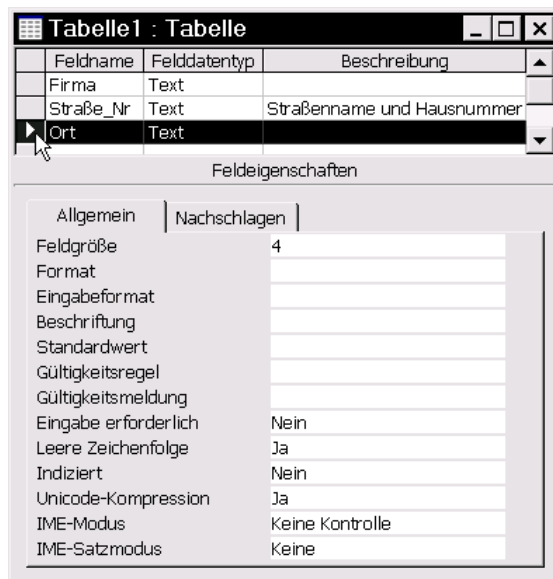 Tabelle1 : Tabelle
Feldname Felddatentyp Beschreibung
Firma Text
Straße_Nr Text Straßenname und Hausnummer
Ort Text
Feldeigenschaften
Allgemein Nachschlagen
Feldgröße 4
Format
Eingabeformat
Beschriftung
Standardwert
Gültigkeitsregel
Gültigkeitsmeldung
Eingabe erforderlich Nein
Leere Zeichenfolge Ja
Indiziert Nein
Unicode-Kompression Ja
IME-Modus Keine Kontrolle
IME-Satzmodus Keine